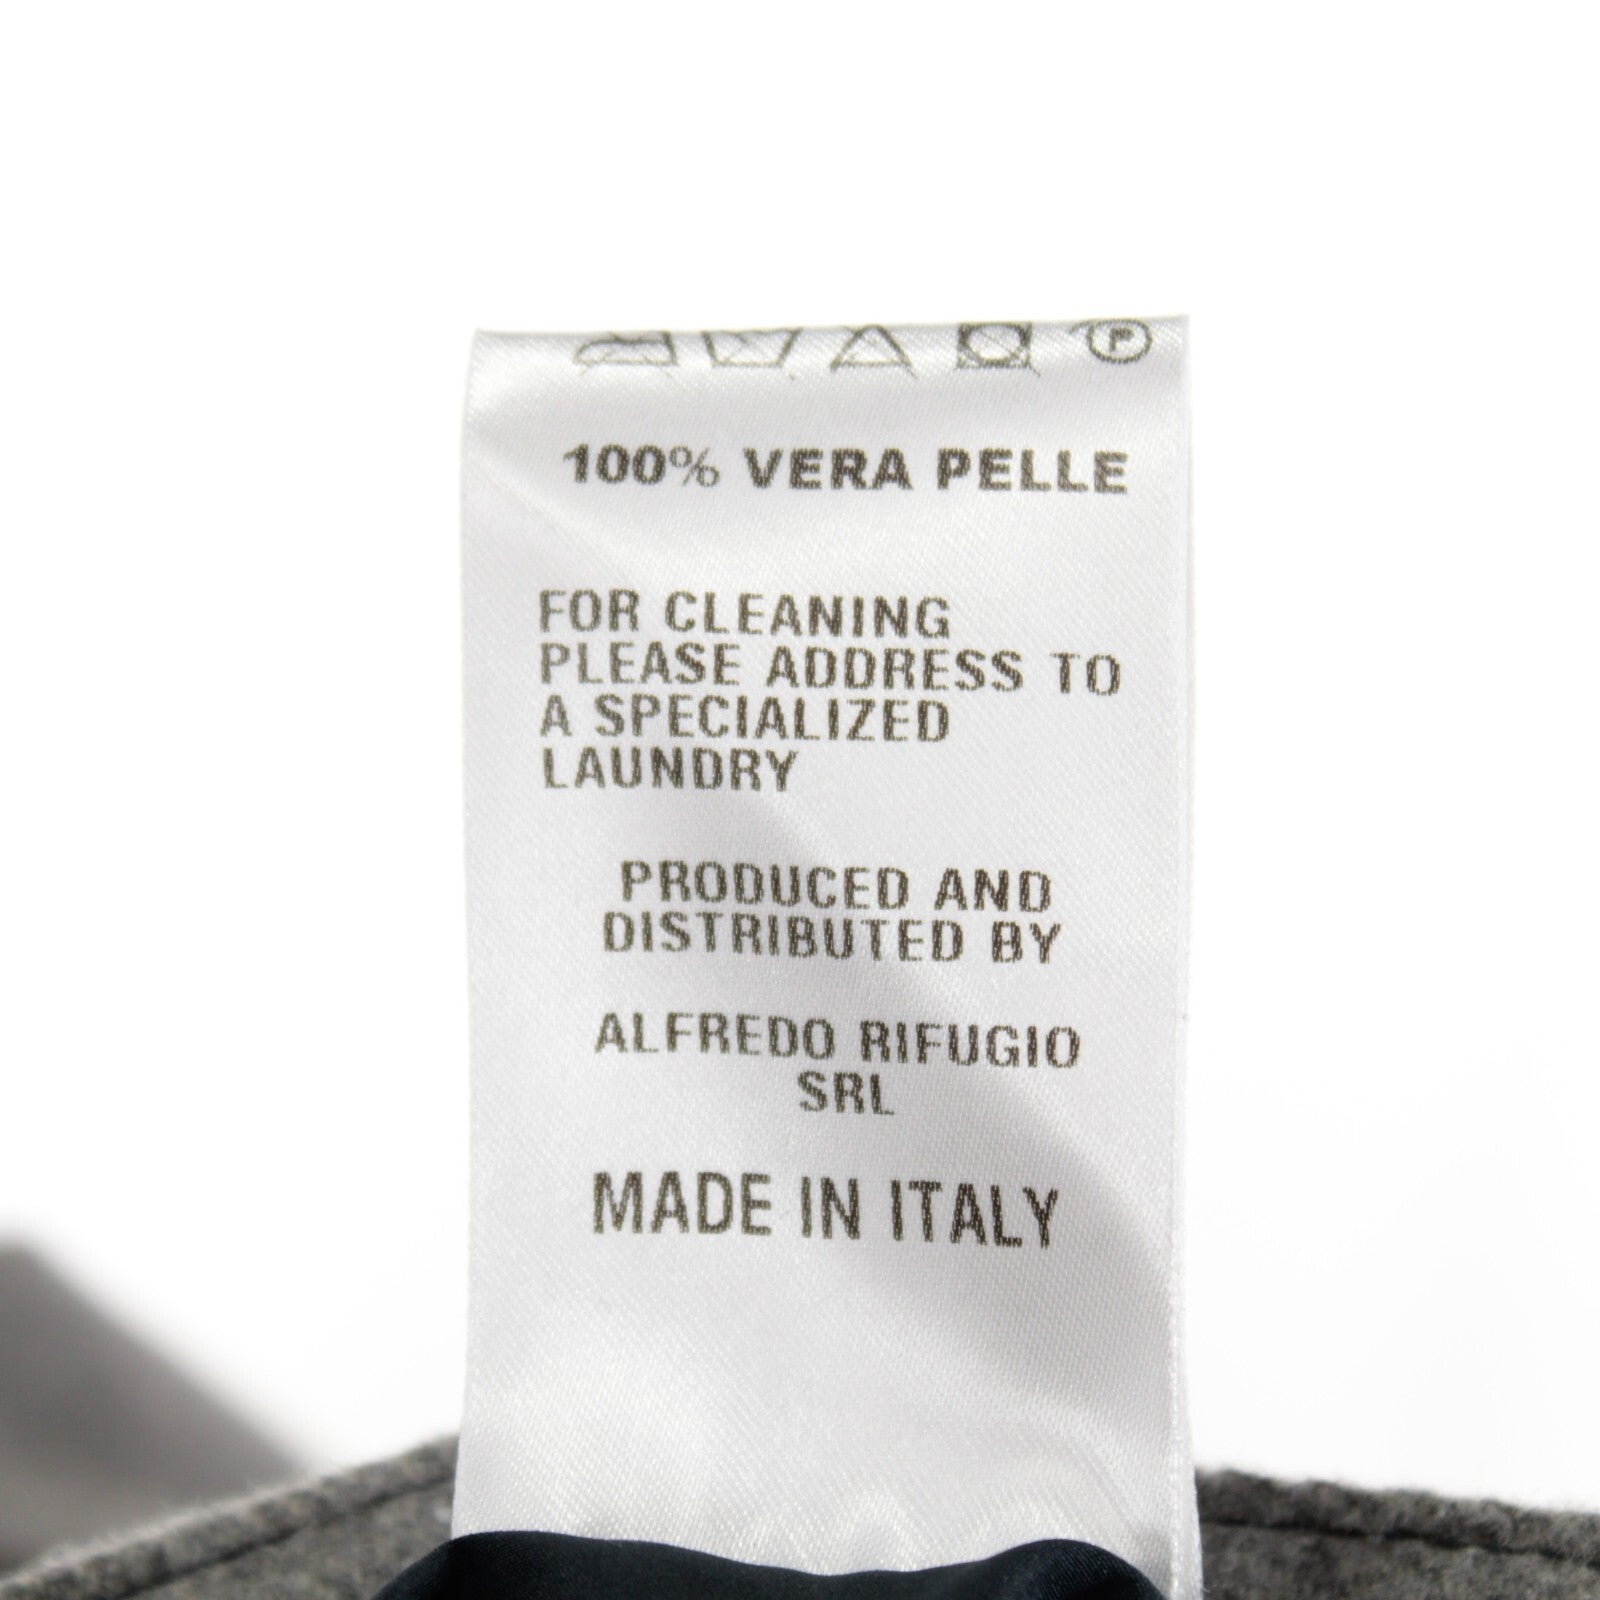 P
100% VERA PELLE
FOR CLEANING
PLEASE ADDRESS TO
A SPECIALIZED
LAUNDRY
PRODUCED AND
DISTRIBUTED BY
ALFREDO RIFUGIO
SRL
MADE IN ITALY